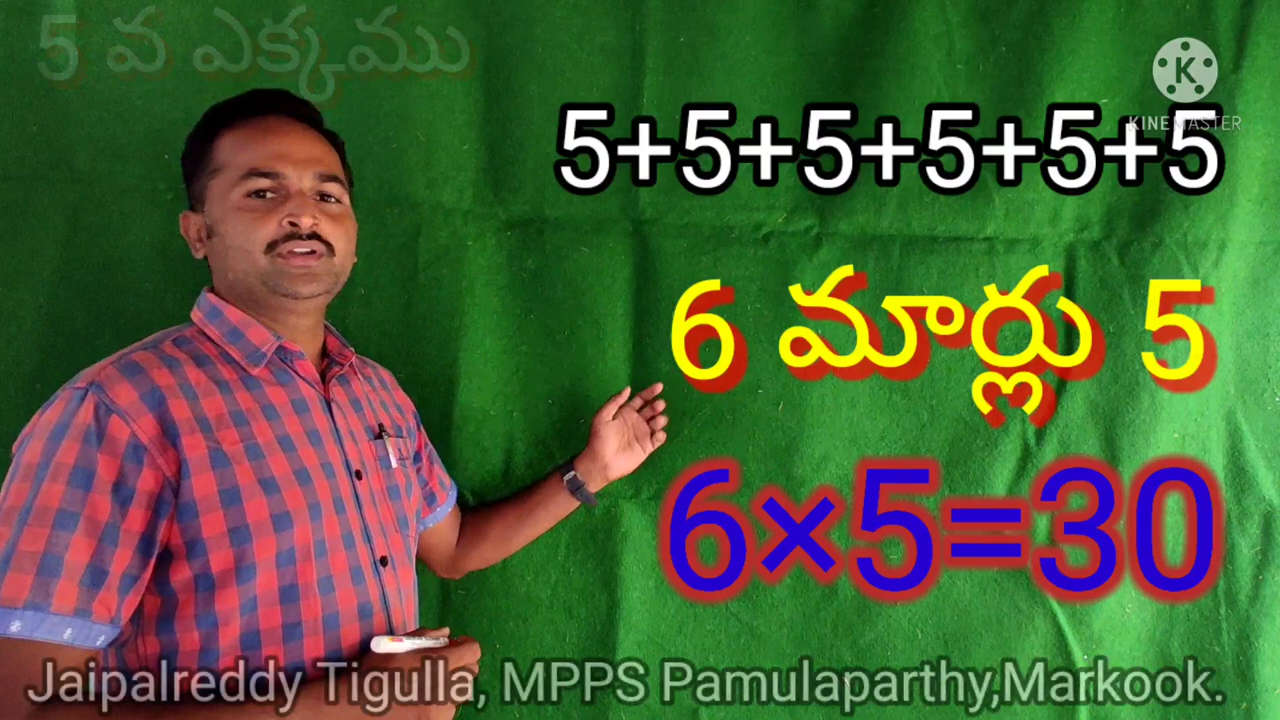 5 వ ఎక్కము
K
KINEMASTER
5+5+5+5+5+5
6 మార్లు 5
6×5=30
Jaipalreddy Tigulla, MPPS Pamulaparthy,Markook.